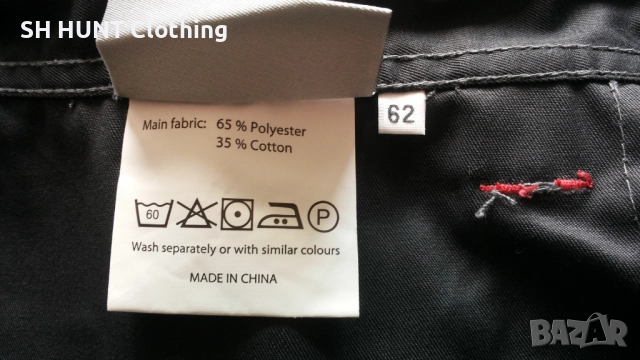 SH HUNT Clothing
Main fabric: 65 % Polyester
35 % Cotton
62
60
P
Wash separately or with similar colours
MADE IN CHINA
BAZAR